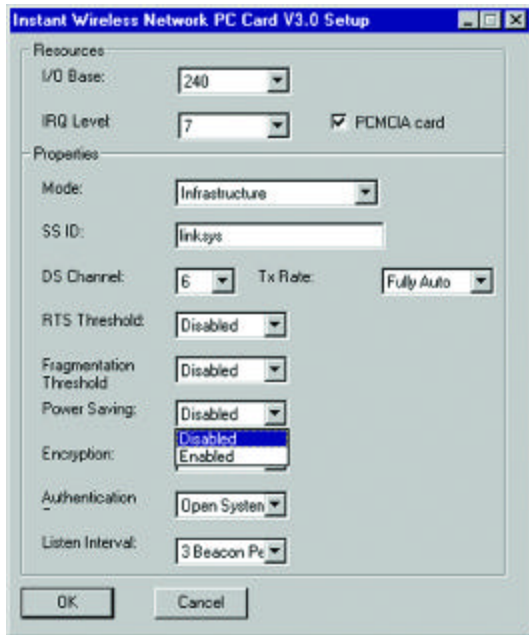 Instant Wireless Network PC Card V3.0 Setup
Resources
I/O Base: 240
IRQ Level: 7 PCMCIA card
Properties
Mode: Infrastructure
SS ID: linksys
DS Channel: 6 Tx Rate: Fully Auto
RTS Threshold: Disabled
Fragmentation Threshold Disabled
Power Saving: Disabled
Disabled
Enabled
Encryption:
Authentication Open System
Listen Interval: 3 Beacon Pe
OK Cancel